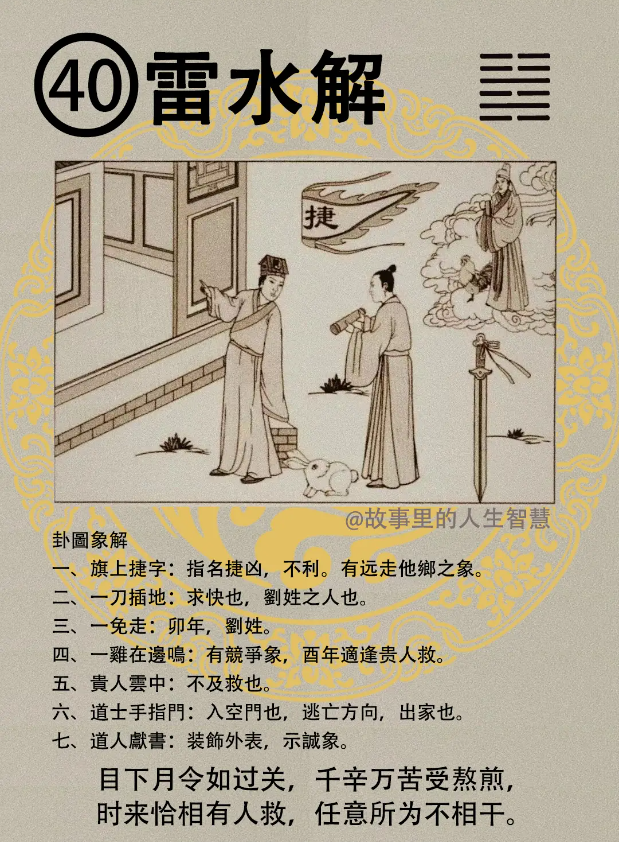 40 雷水解
捷
@故事里的人生智慧
卦圖象解
一、旗上捷字：指名捷凶，不利。有远走他鄉之象。
二、一刀插地：求快也，劉姓之人也。
三、一免走：卯年，劉姓。
四、一雞在邊鳴：有競爭象，酉年適逢贵人救。
五、貴人雲中：不及救也。
六、道士手指門：入空門也，逃亡方向，出家也。
七、道人獻書：装飾外表，示誠象。
目下月令如过关，千辛万苦受熬煎，
时来恰相有人救，任意所为不相干。